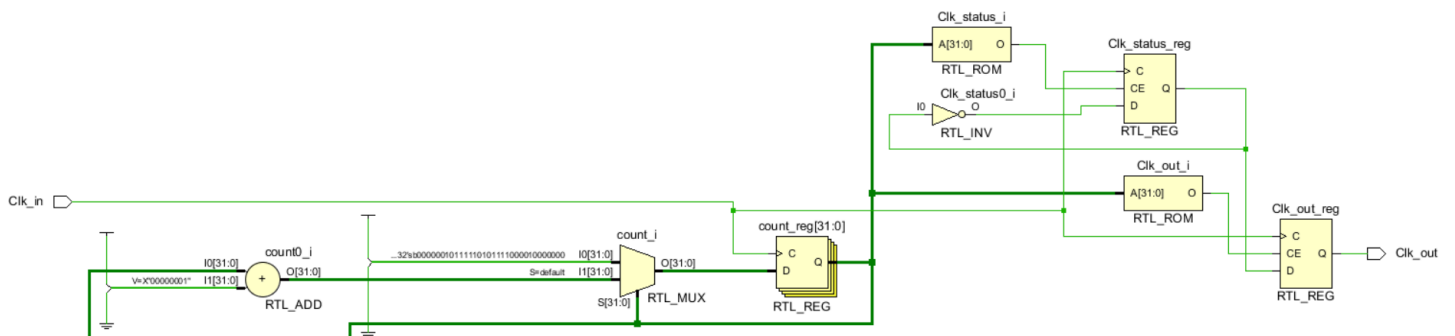 Clk_status_i
A[31:0] O
RTL_ROM
Clk_status_reg
C
CE Q
D
RTL_REG
Clk_status0_i
I0 O
RTL_INV
Clk_out_i
A[31:0] O
RTL_ROM
Clk_in
Clk_out_reg
C
CE Q
D
RTL_REG
Clk_out
count_reg[31:0]
C
D Q
RTL_REG
count_i
I0[31:0]
S=default I1[31:0] O[31:0]
S[31:0] RTL_MUX
count0_i
I0[31:0] O[31:0]
V=X"00000001" I1[31:0] +
RTL_ADD